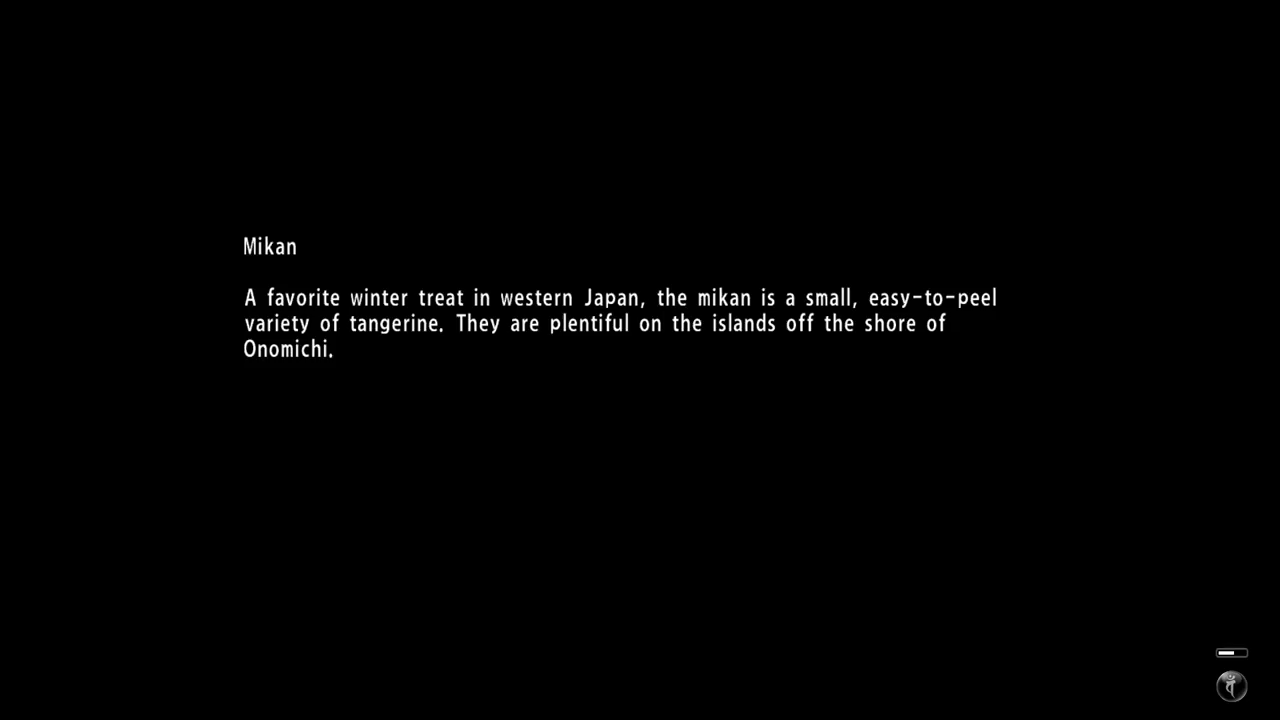 Mikan
A favorite winter treat in western Japan, the mikan is a small, easy-to-peel
variety of tangerine. They are plentiful on the islands off the shore of
Onomichi.